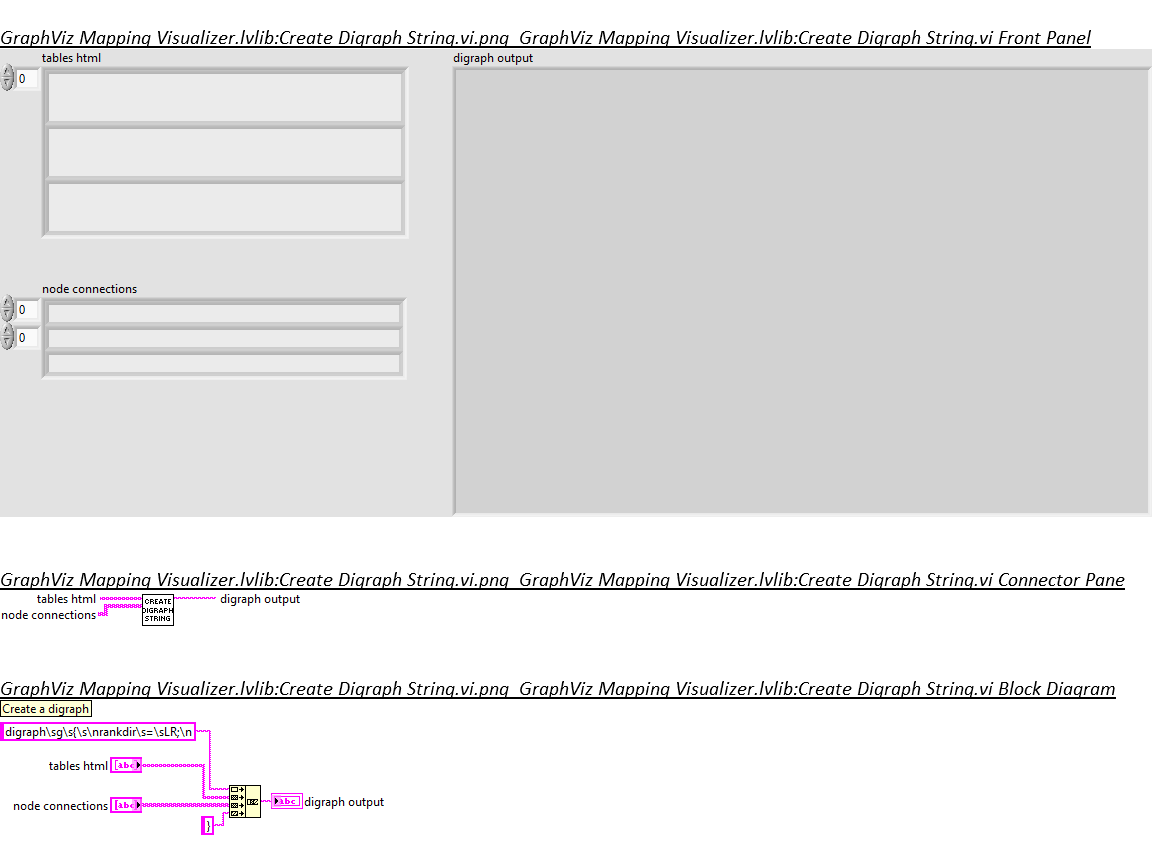 GraphViz Mapping Visualizer.lvlib:Create Digraph String.vi.png  GraphViz Mapping Visualizer.lvlib:Create Digraph String.vi Front Panel
tables html
digraph output
0
node connections
0
0
GraphViz Mapping Visualizer.lvlib:Create Digraph String.vi.png  GraphViz Mapping Visualizer.lvlib:Create Digraph String.vi Connector Pane
tables html
CREATE
DIGRAPH
STRING
digraph output
node connections
GraphViz Mapping Visualizer.lvlib:Create Digraph String.vi.png  GraphViz Mapping Visualizer.lvlib:Create Digraph String.vi Block Diagram
Create a digraph
digraph\sg\s{\s\nrankdir\s=\sLR;\n
tables html abc
node connections abc
abc digraph output
}